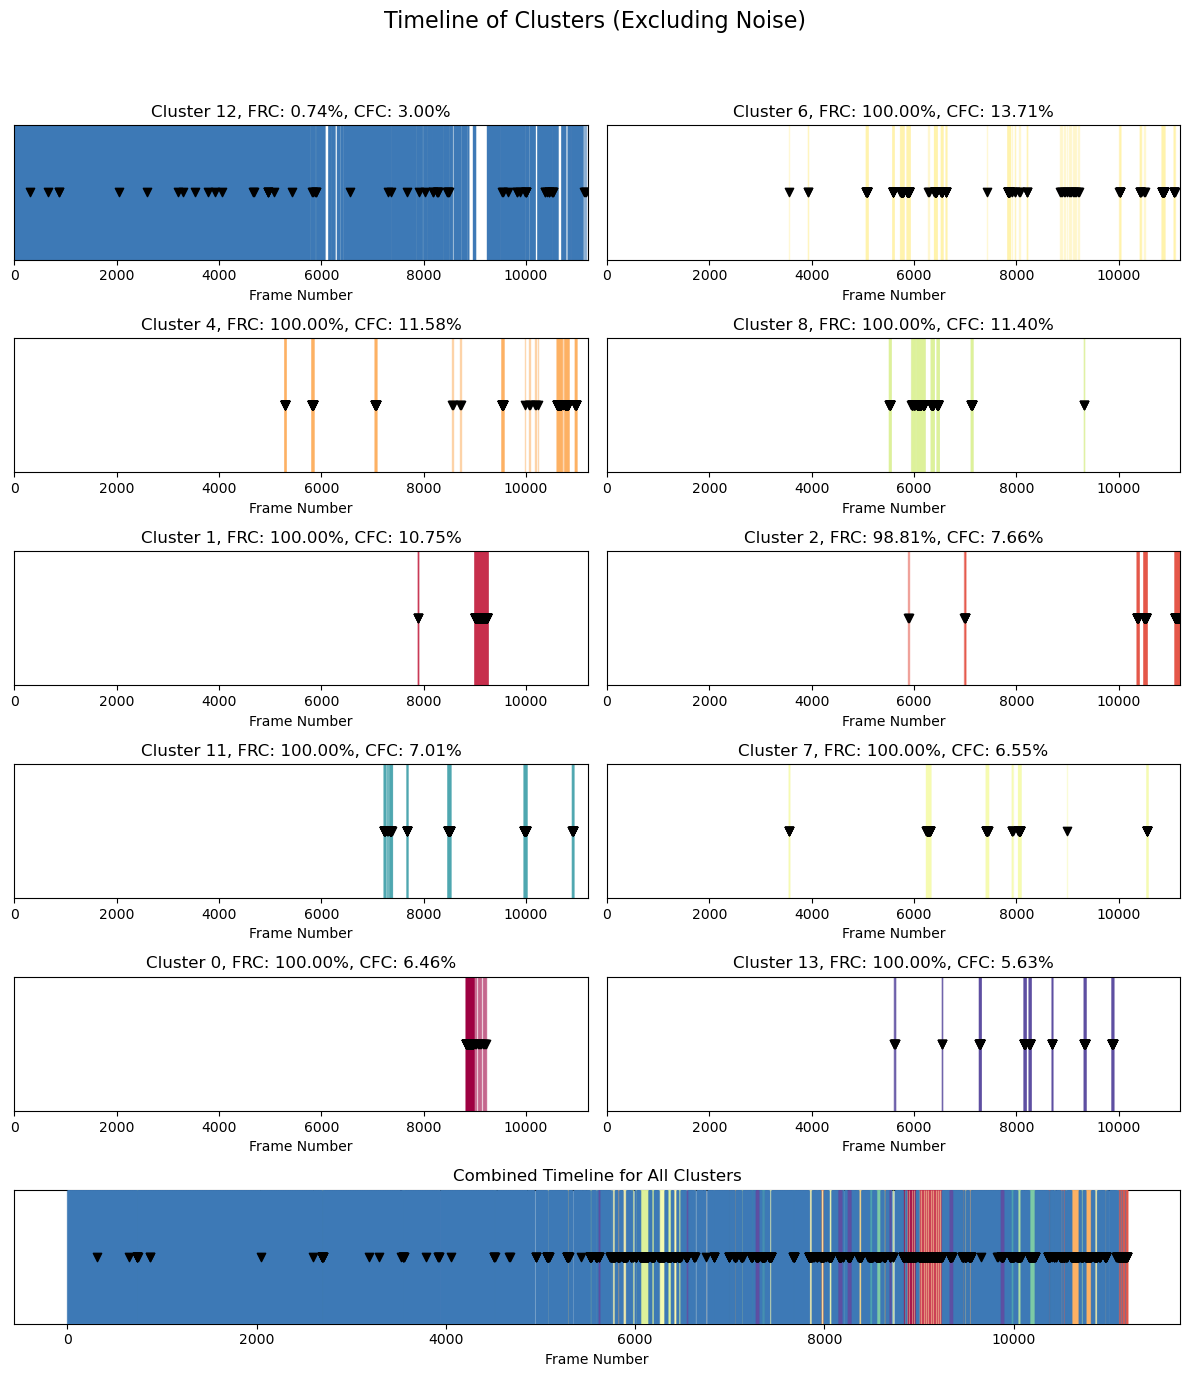 Timeline of Clusters (Excluding Noise)
Cluster 12, FRC: 0.74%, CFC: 3.00%
0 2000 4000 6000 8000 10000
Frame Number
Cluster 6, FRC: 100.00%, CFC: 13.71%
0 2000 4000 6000 8000 10000
Frame Number
Cluster 4, FRC: 100.00%, CFC: 11.58%
0 2000 4000 6000 8000 10000
Frame Number
Cluster 8, FRC: 100.00%, CFC: 11.40%
0 2000 4000 6000 8000 10000
Frame Number
Cluster 1, FRC: 100.00%, CFC: 10.75%
0 2000 4000 6000 8000 10000
Frame Number
Cluster 2, FRC: 98.81%, CFC: 7.66%
0 2000 4000 6000 8000 10000
Frame Number
Cluster 11, FRC: 100.00%, CFC: 7.01%
0 2000 4000 6000 8000 10000
Frame Number
Cluster 7, FRC: 100.00%, CFC: 6.55%
0 2000 4000 6000 8000 10000
Frame Number
Cluster 0, FRC: 100.00%, CFC: 6.46%
0 2000 4000 6000 8000 10000
Frame Number
Cluster 13, FRC: 100.00%, CFC: 5.63%
0 2000 4000 6000 8000 10000
Frame Number
Combined Timeline for All Clusters
0 2000 4000 6000 8000 10000
Frame Number